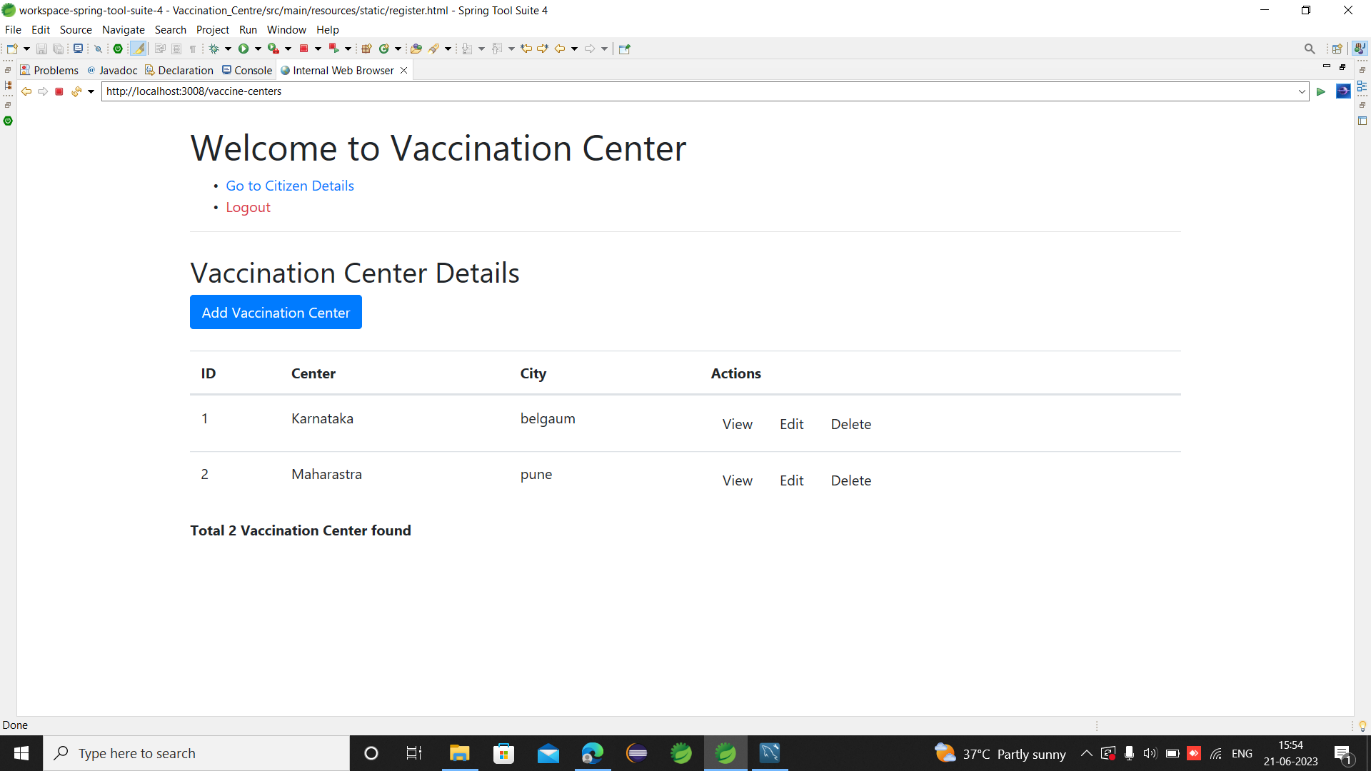 workspace-spring-tool-suite-4 - Vaccination_Centre/src/main/resources/static/register.html - Spring Tool Suite 4
File Edit Source Navigate Search Project Run Window Help
Problems @ Javadoc Declaration Console Internal Web Browser
http://localhost:3008/vaccine-centers
Welcome to Vaccination Center
• Go to Citizen Details
• Logout
Vaccination Center Details
Add Vaccination Center
ID Center City Actions
1 Karnataka belgaum View Edit Delete
2 Maharastra pune View Edit Delete
Total 2 Vaccination Center found
Done
Type here to search
37°C Partly sunny
ENG
15:54
21-06-2023
1